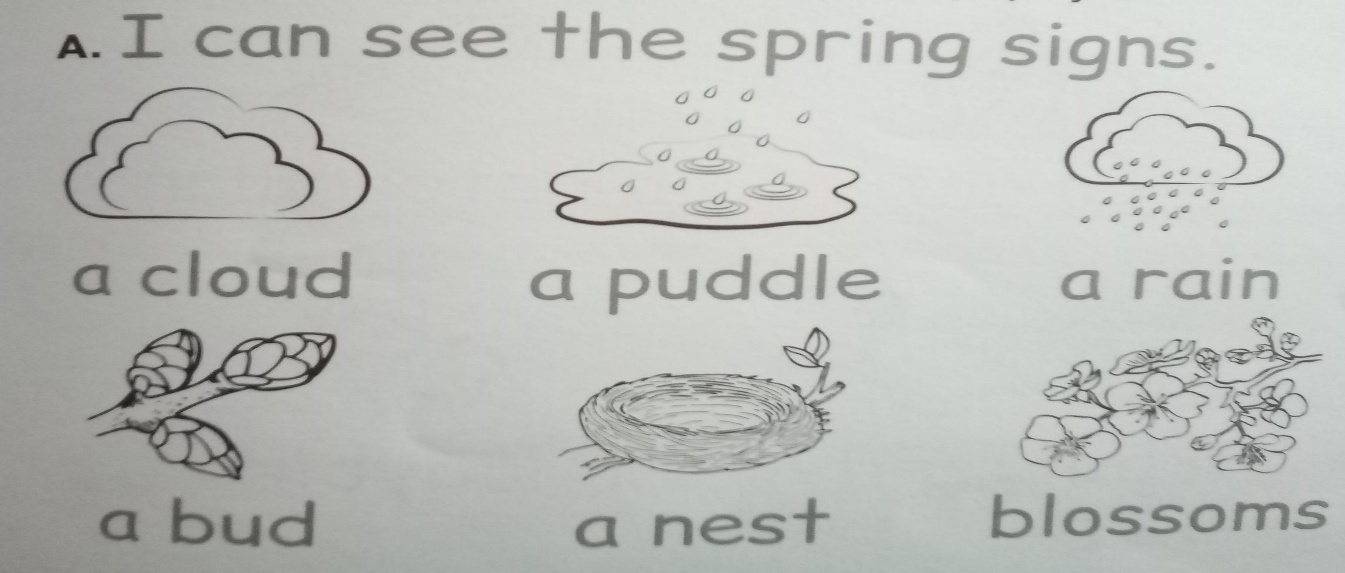 A. I can see the spring signs.
a cloud a puddle a rain
a bud a nest blossoms